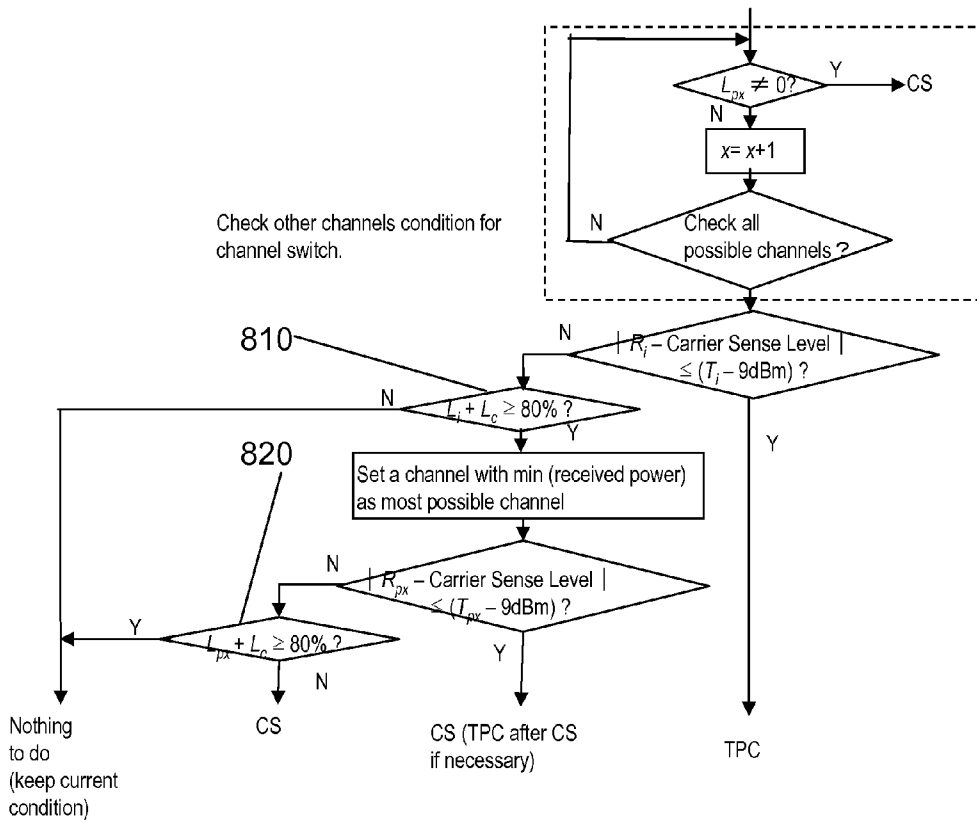 L_px ≠ 0?
Y
CS
N
x= x+1
Check other channels condition for
channel switch.
N
Check all
possible channels ?
810
N
| R_i – Carrier Sense Level |
≤ (T_i – 9dBm) ?
N
L_i + L_c ≥ 80% ?
Y
Y
820
Set a channel with min (received power)
as most possible channel
N
| R_px – Carrier Sense Level |
≤ (T_px – 9dBm) ?
Y
L_px + L_c ≥ 80% ?
Y
N
Nothing
to do
(keep current
condition)
CS
CS (TPC after CS
if necessary)
TPC